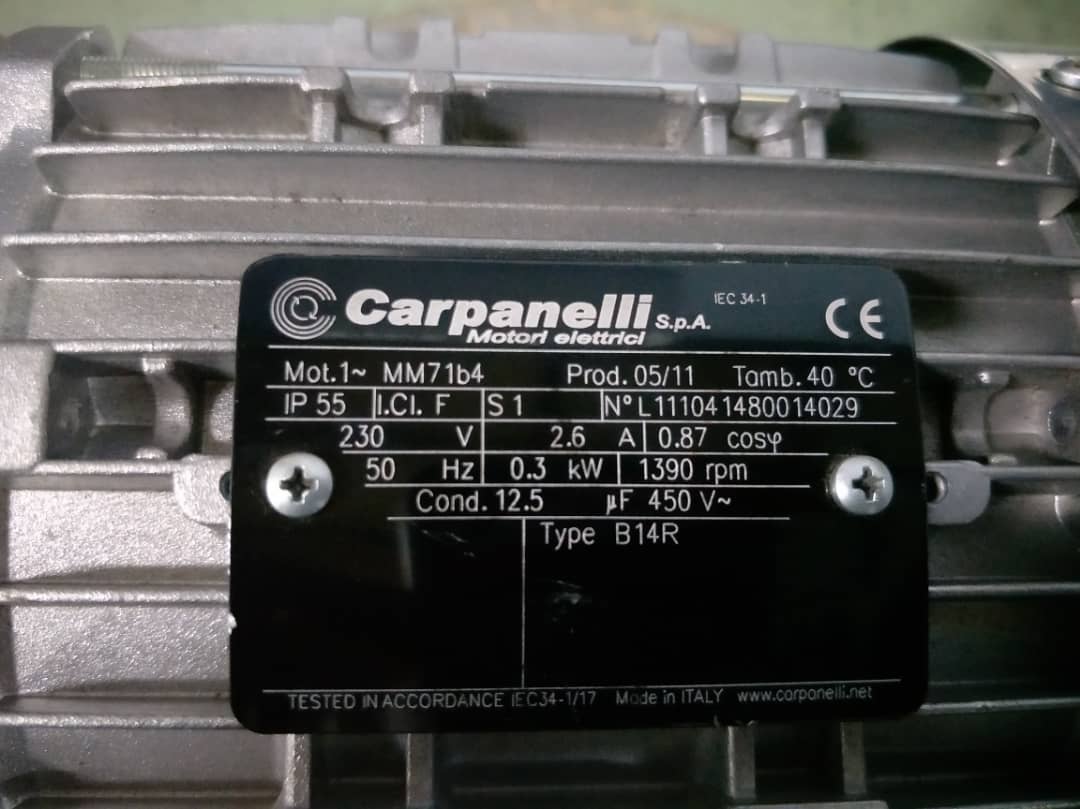 Carpanelli S.p.A.
IEC 34-1
CE
Motori elettrici
Mot.1~ MM71b4 Prod. 05/11 Tamb. 40 °C
IP 55 I.Cl. F S 1 N° L111041480014029
230 V 2.6 A 0.87 cosφ
50 Hz 0.3 kW 1390 rpm
Cond. 12.5 µF 450 V~
Type B14R
TESTED IN ACCORDANCE IEC34-1/17 Made in ITALY www.carpanelli.net